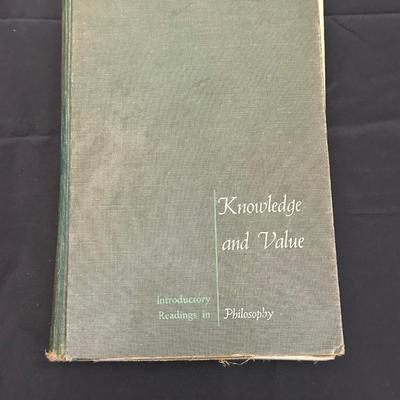 Knowledge
and Value
Introductory
Readings in Philosophy